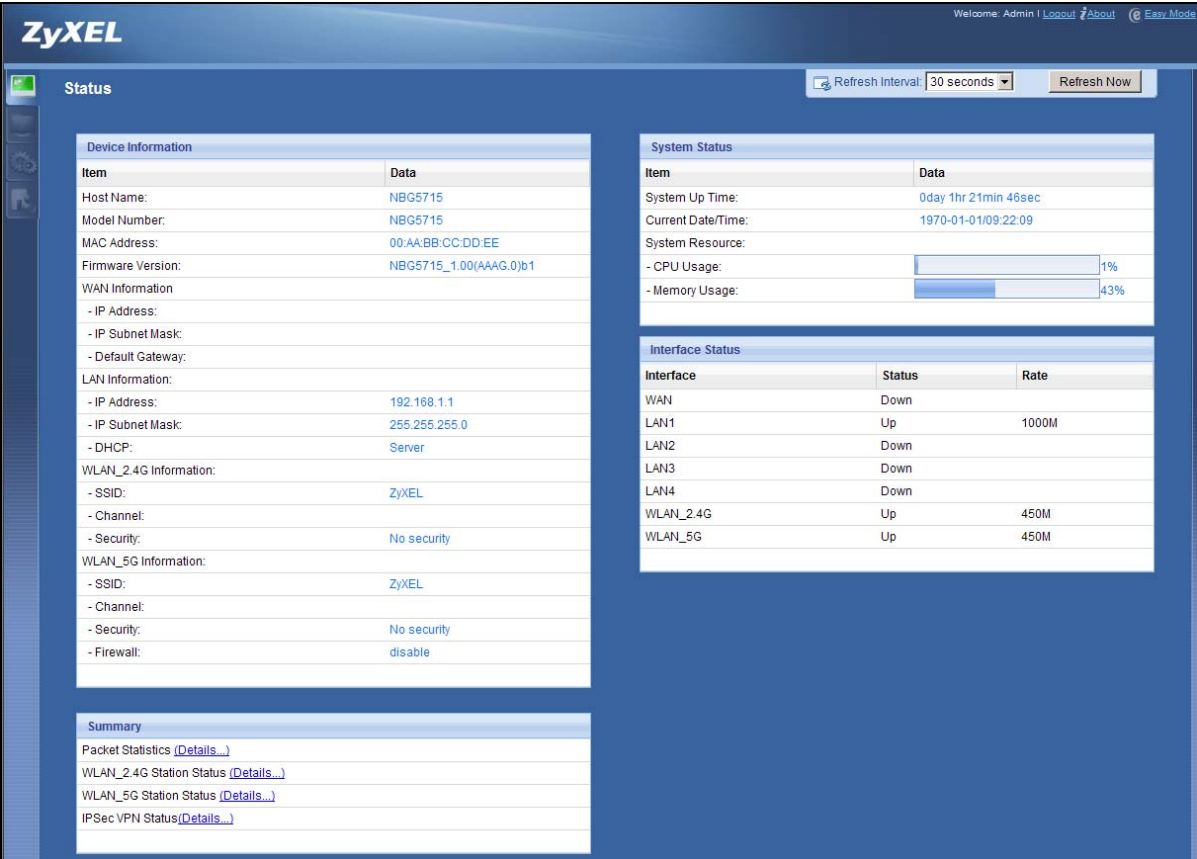 Welcome: Admin | Logout i About e Easy Mode
ZyXEL
Status
Refresh Interval: 30 seconds Refresh Now
Device Information
Item Data
Host Name: NBG5715
Model Number: NBG5715
MAC Address: 00:AA:BB:CC:DD:EE
Firmware Version: NBG5715_1.00(AAAG.0)b1
WAN Information
- IP Address:
- IP Subnet Mask:
- Default Gateway:
LAN Information:
- IP Address: 192.168.1.1
- IP Subnet Mask: 255.255.255.0
- DHCP: Server
WLAN_2.4G Information:
- SSID: ZyXEL
- Channel:
- Security: No security
WLAN_5G Information:
- SSID: ZyXEL
- Channel:
- Security: No security
- Firewall: disable
Summary
Packet Statistics (Details...)
WLAN_2.4G Station Status (Details...)
WLAN_5G Station Status (Details...)
IPSec VPN Status(Details...)
System Status
Item Data
System Up Time: 0day 1hr 21min 46sec
Current Date/Time: 1970-01-01/09:22:09
System Resource:
- CPU Usage: 1%
- Memory Usage: 43%
Interface Status
Interface Status Rate
WAN Down
LAN1 Up 1000M
LAN2 Down
LAN3 Down
LAN4 Down
WLAN_2.4G Up 450M
WLAN_5G Up 450M